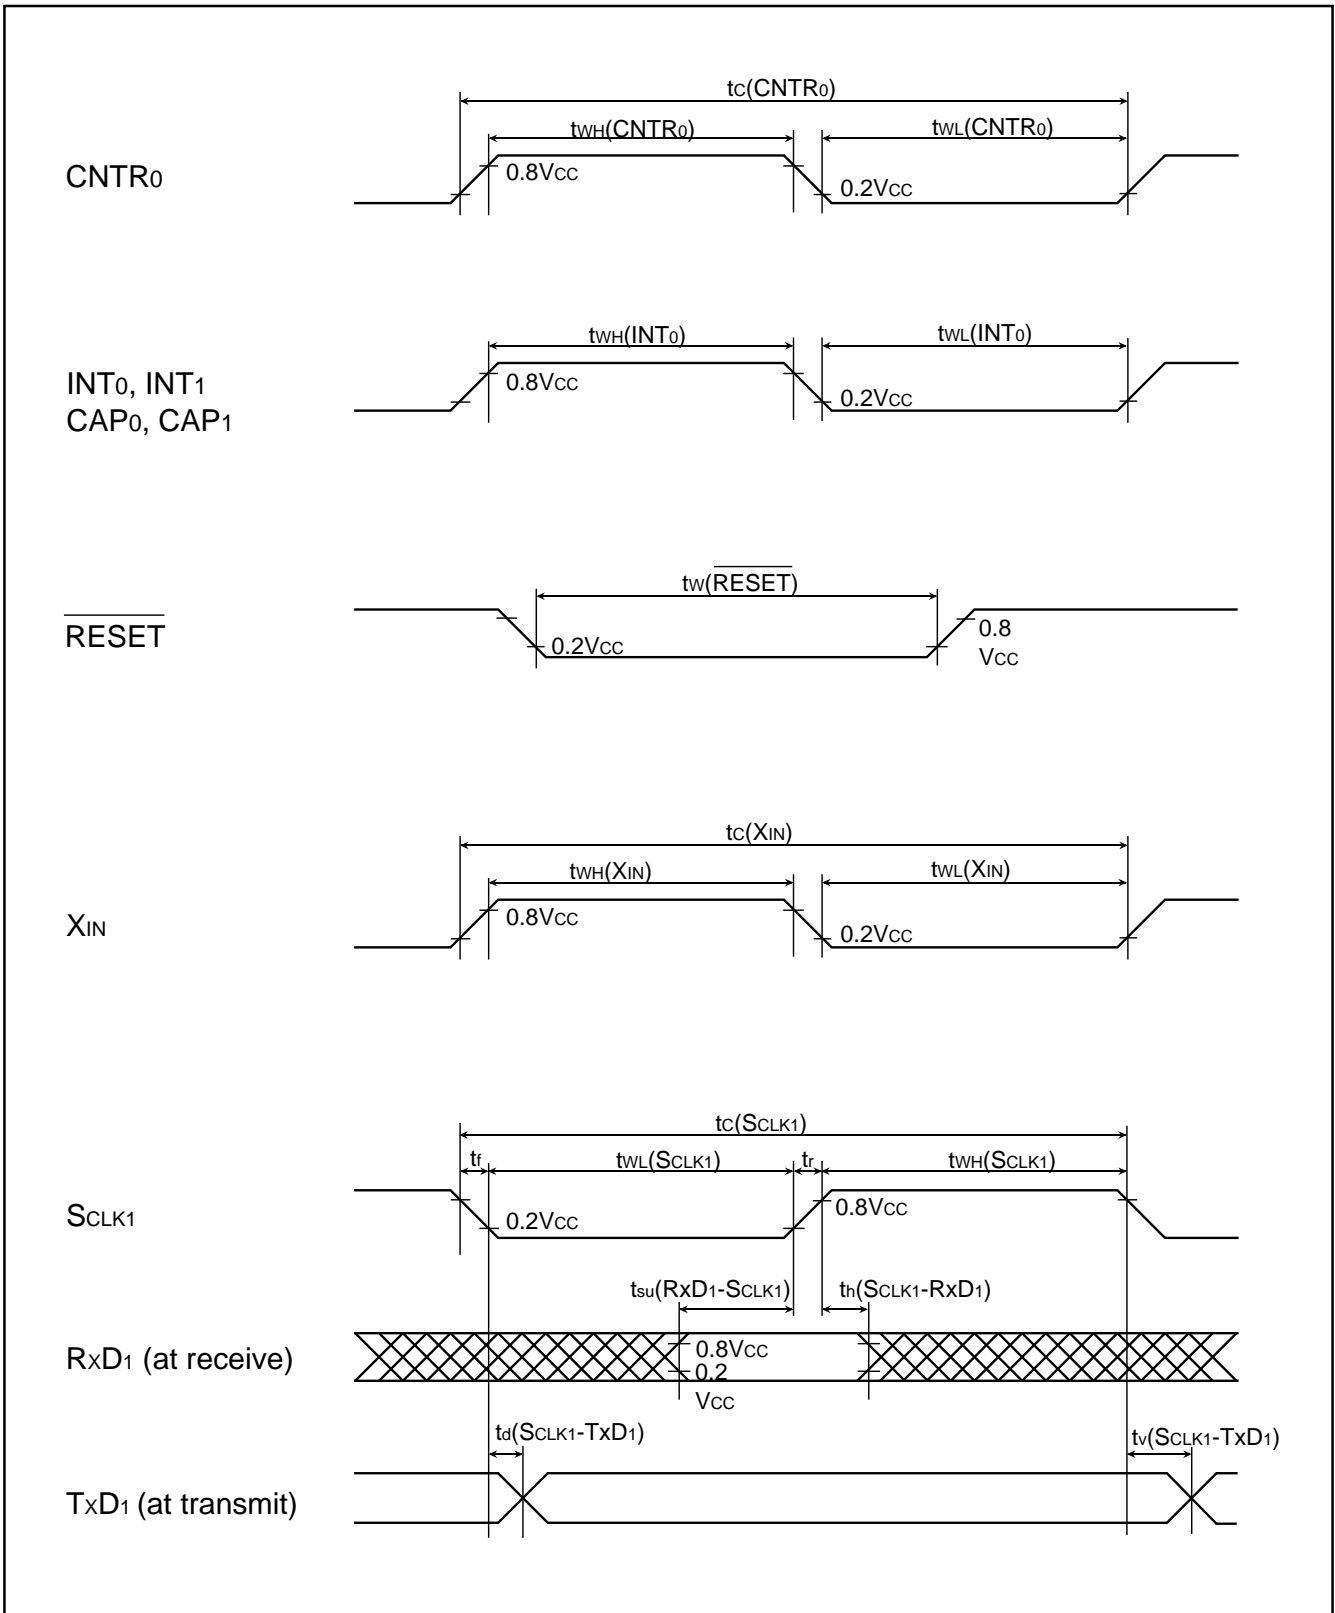 tC(CNTR0)
tWH(CNTR0)
tWL(CNTR0)
CNTR0
0.8VCC
0.2VCC
tWH(INT0)
tWL(INT0)
INT0, INT1
CAP0, CAP1
0.8VCC
0.2VCC
tW(RESET)
RESET
0.2VCC
0.8
VCC
tC(XIN)
tWH(XIN)
tWL(XIN)
XIN
0.8VCC
0.2VCC
tC(SCLK1)
tf
tWL(SCLK1)
tr
tWH(SCLK1)
SCLK1
0.2VCC
0.8VCC
tsu(RxD1-SCLK1)
th(SCLK1-RxD1)
RXD1 (at receive)
0.8VCC
0.2
VCC
td(SCLK1-TxD1)
tv(SCLK1-TxD1)
TXD1 (at transmit)